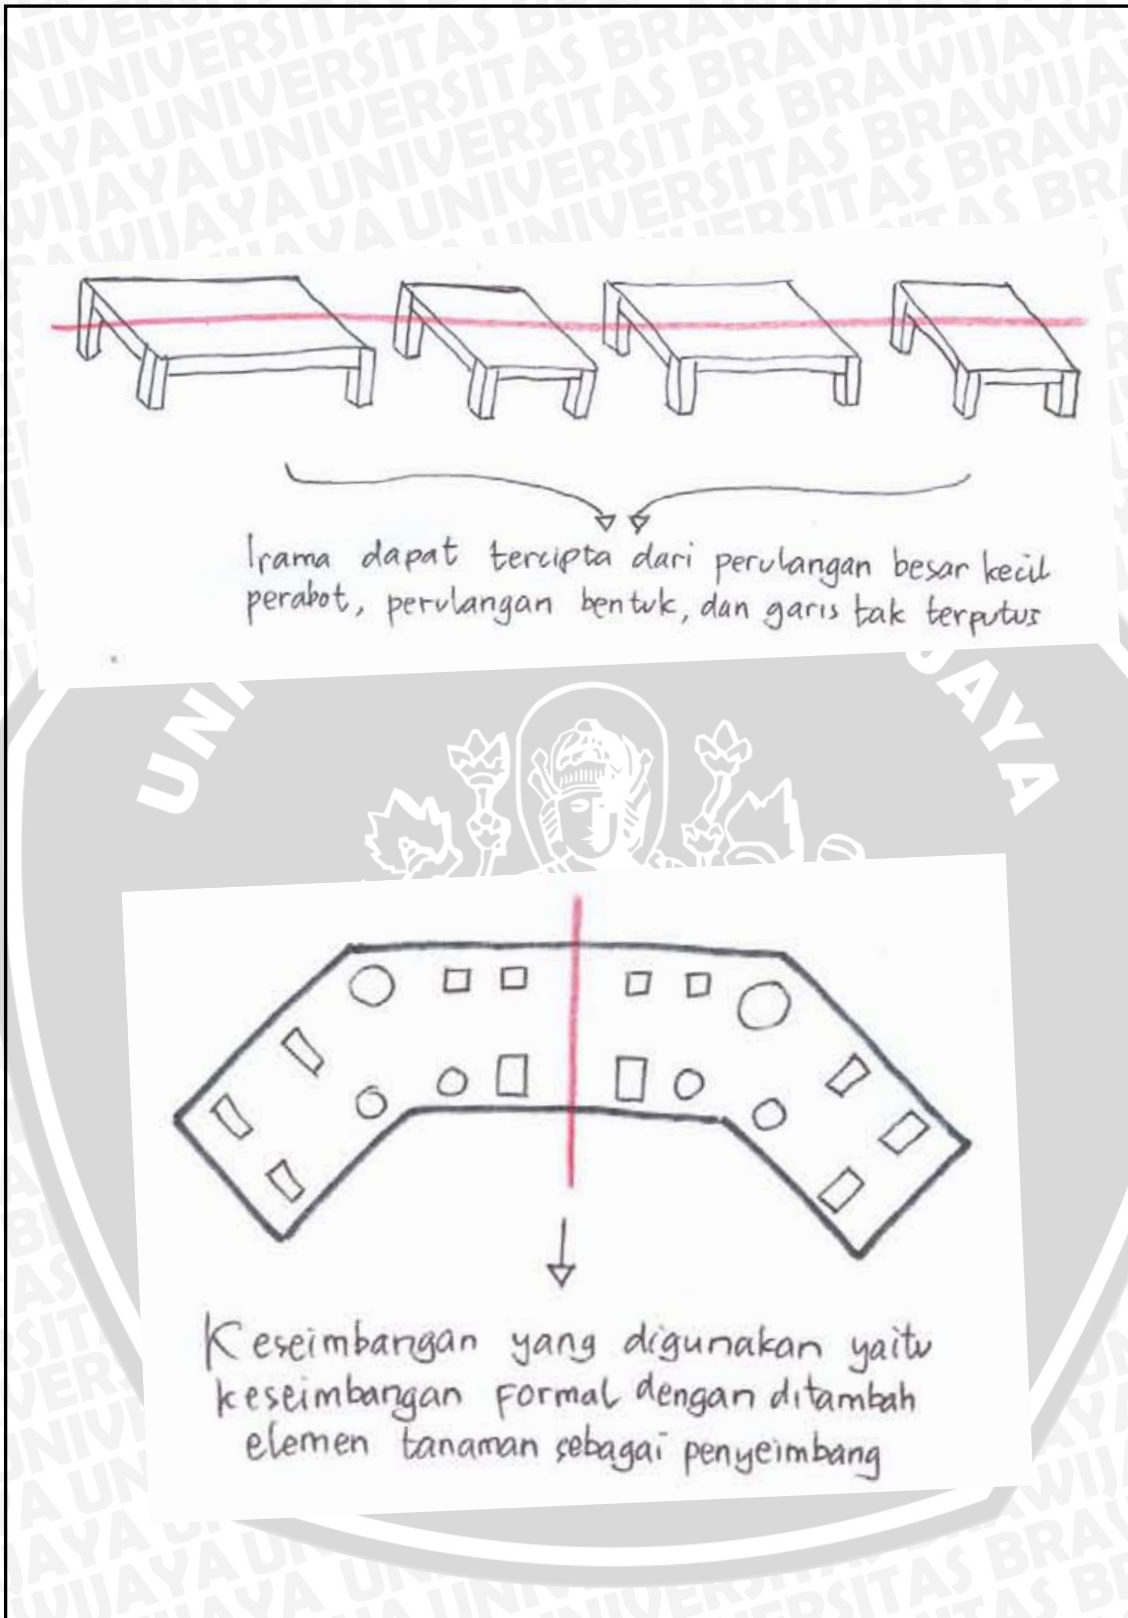 Irama dapat tercipta dari perulangan besar kecil
perabot, perulangan bentuk, dan garis tak terputus
Keseimbangan yang digunakan yaitu
keseimbangan formal dengan ditambah
elemen tanaman sebagai penyeimbang